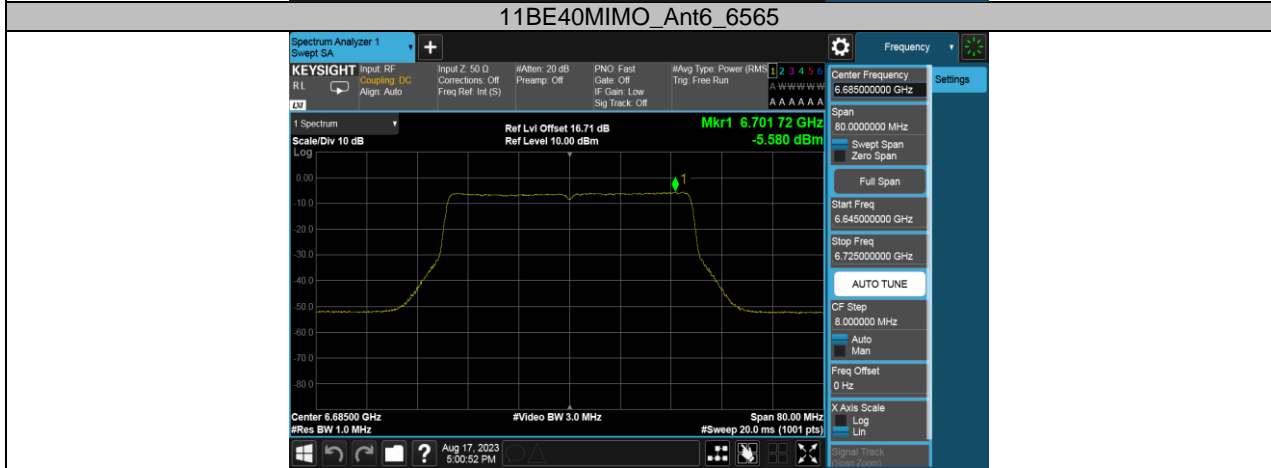 11BE40MIMO_Ant6_6565
Spectrum Analyzer 1
Swept SA
+
Frequency
KEYSIGHT
RL
LXI
Input: RF
Coupling: DC
Align: Auto
Input Z: 50 Ω
Corrections: Off
Freq Ref: Int (S)
#Atten: 20 dB
Preamp: Off
PNO: Fast
Gate: Off
IF Gain: Low
Sig Track: Off
#Avg Type: Power (RMS
Trig: Free Run
1 2 3 4 5 6
A W W W W W
A A A A A A
Center Frequency
6.685000000 GHz
Settings
1 Spectrum
Scale/Div 10 dB
Ref Lvl Offset 16.71 dB
Ref Level 10.00 dBm
Mkr1 6.701 72 GHz
-5.580 dBm
Span
80.0000000 MHz
Swept Span
Zero Span
Full Span
Start Freq
6.645000000 GHz
Stop Freq
6.725000000 GHz
AUTO TUNE
CF Step
8.000000 MHz
Auto
Man
Freq Offset
0 Hz
X Axis Scale
Log
Lin
Signal Track
(Span Zoom)
Log
1
0.00
-10.0
-20.0
-30.0
-40.0
-50.0
-60.0
-70.0
-80.0
Center 6.68500 GHz
#Video BW 3.0 MHz
Span 80.00 MHz
#Res BW 1.0 MHz
#Sweep 20.0 ms (1001 pts)
?
Aug 17, 2023
5:00:52 PM